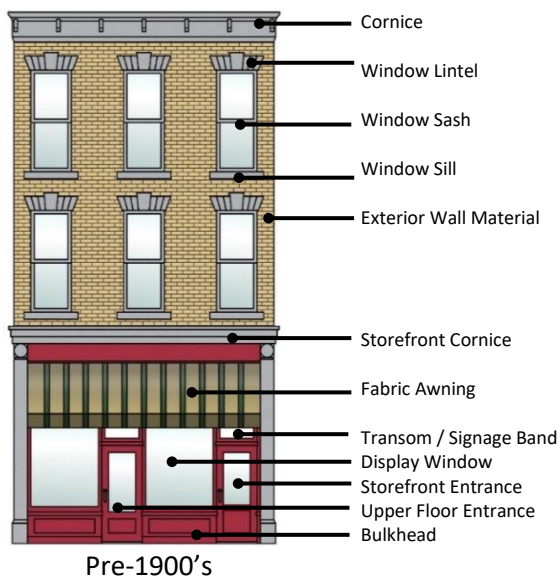 Cornice
Window Lintel
Window Sash
Window Sill
Exterior Wall Material
Storefront Cornice
Fabric Awning
Transom / Signage Band
Display Window
Storefront Entrance
Upper Floor Entrance
Bulkhead
Pre-1900’s